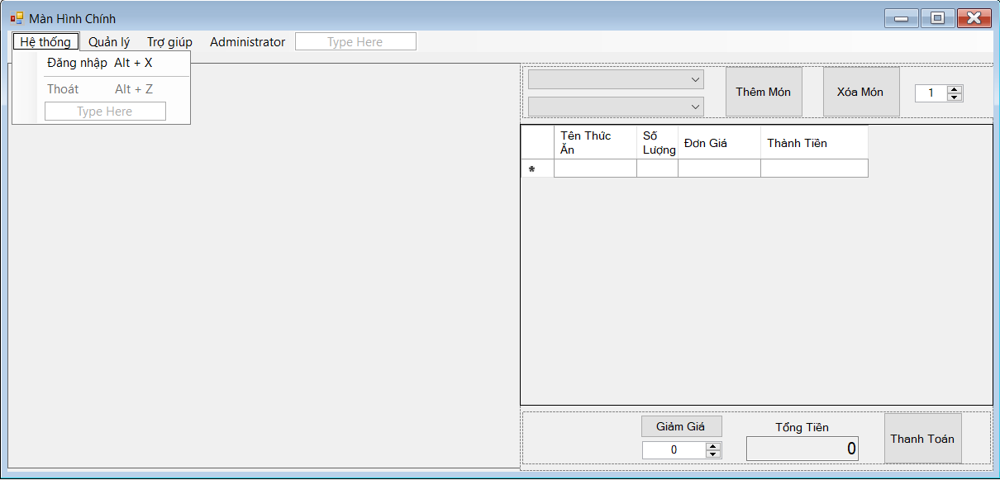 Màn Hình Chính
Hệ thống Quản lý Trợ giúp Administrator Type Here
Đăng nhập Alt + X
Thoát Alt + Z
Type Here
Thêm Món
Xóa Món
1
Tên Thức
Ăn
Số
Lượng
Đơn Giá
Thành Tiền
*
Giảm Giá
0
Tổng Tiền
0
Thanh Toán